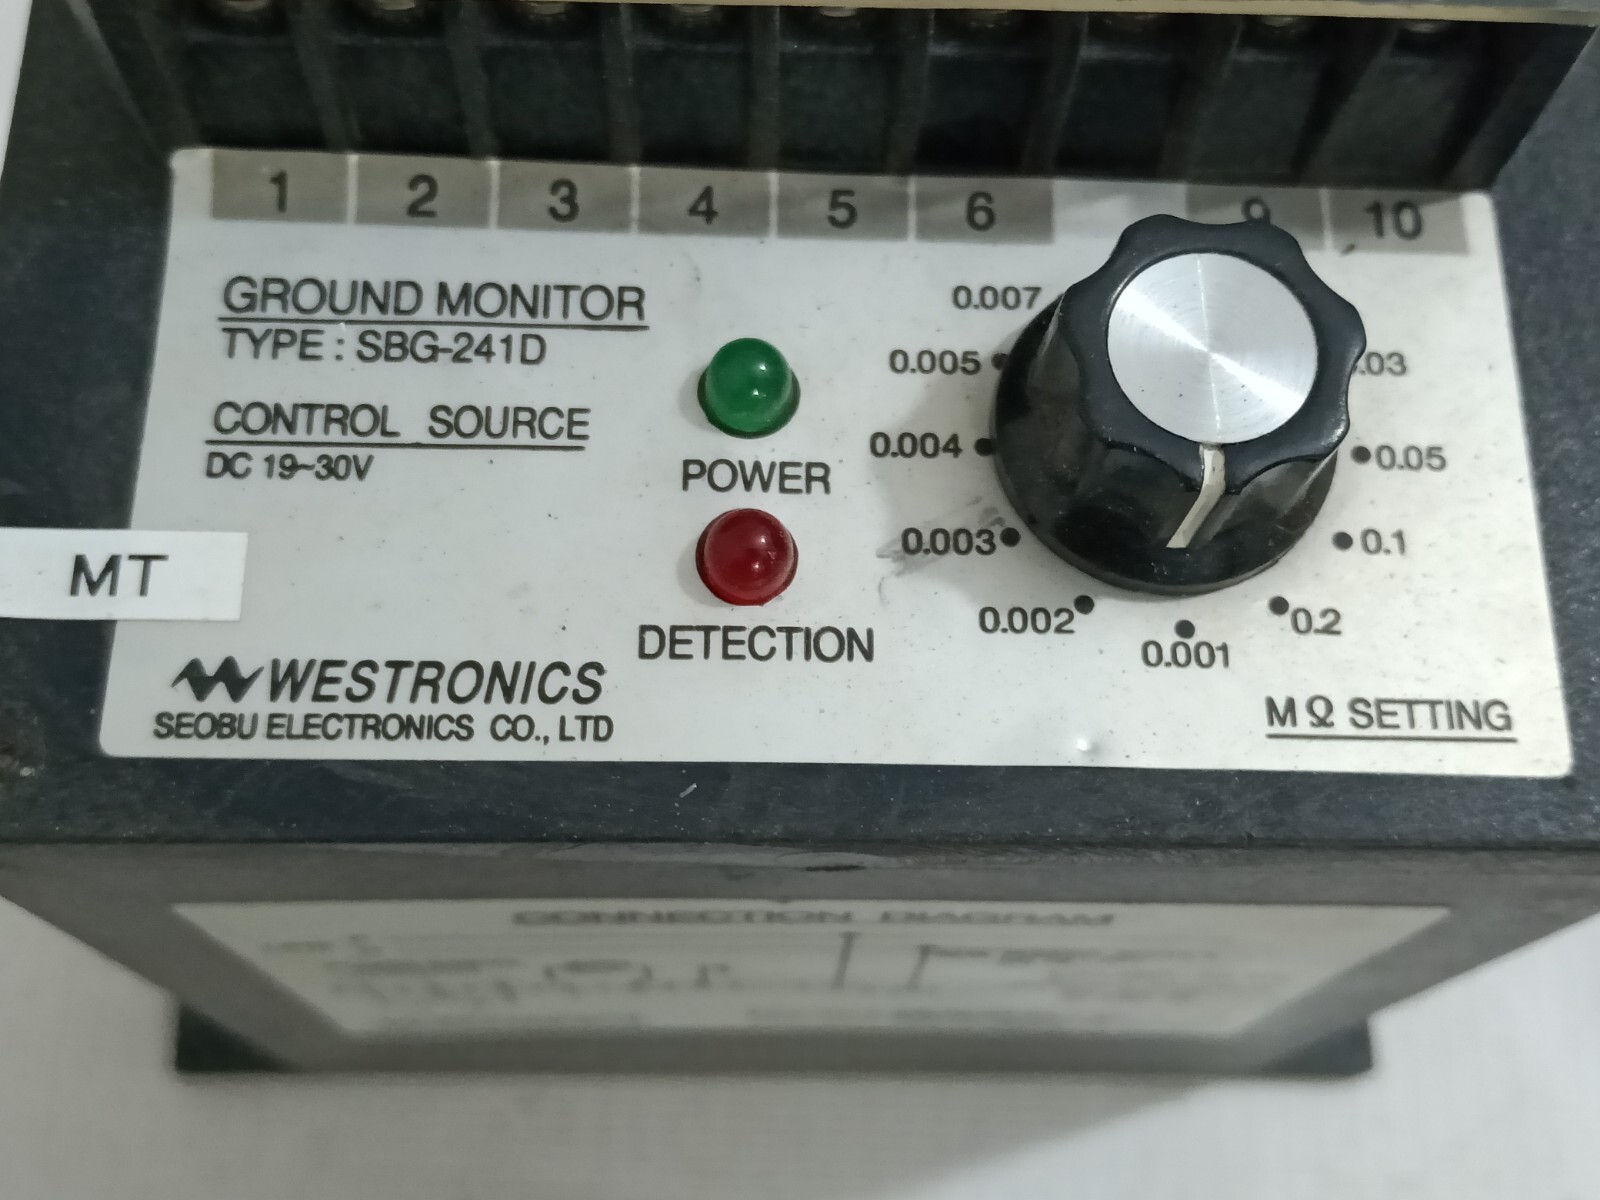 1 2 3 4 5 6 9 10
GROUND MONITOR
TYPE : SBG-241D
CONTROL SOURCE
DC 19~30V
MT
WESTRONICS
SEOBU ELECTRONICS CO., LTD
POWER
DETECTION
0.007
0.005
0.004
0.003
0.002
0.001
0.2
0.1
0.05
.03
MΩ SETTING
CONNECTION DIAGRAM